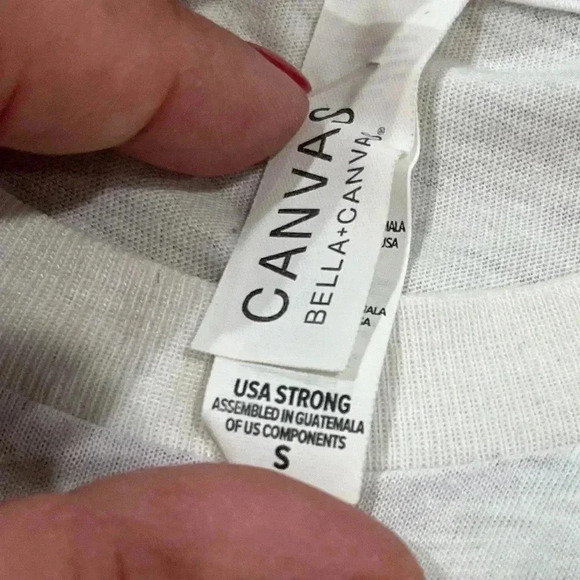 CANVAS
BELLA+CANVAS®
USA STRONG
ASSEMBLED IN GUATEMALA
OF US COMPONENTS
S